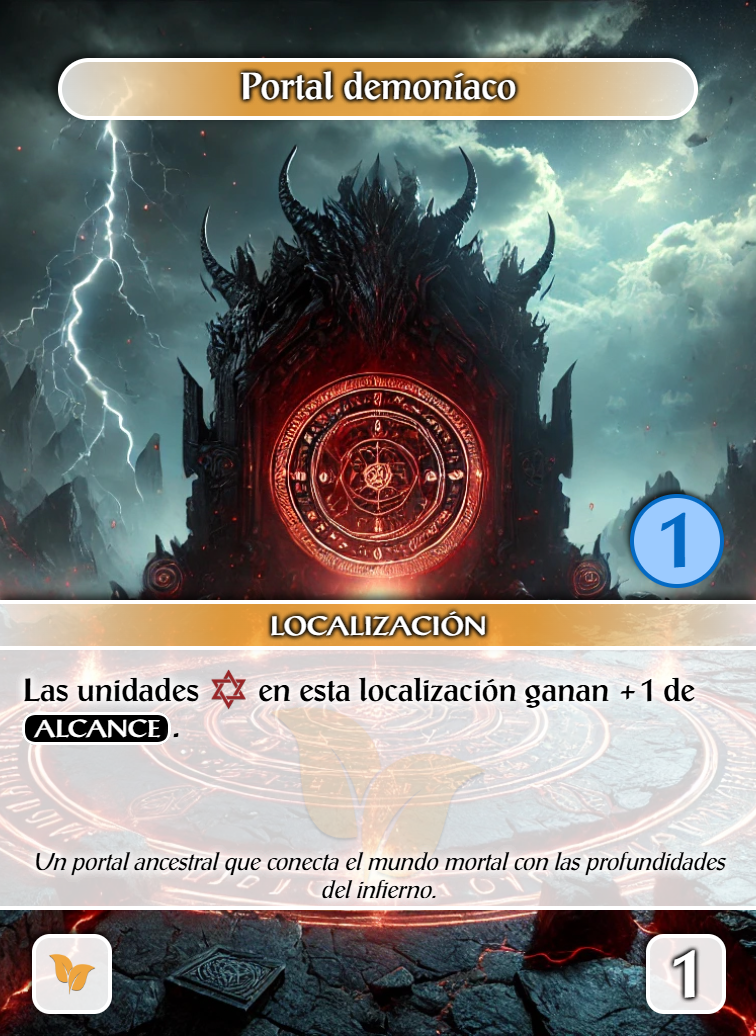 Portal demoníaco
1
LOCALIZACIÓN
Las unidades en esta localización ganan +1 de
ALCANCE.
Un portal ancestral que conecta el mundo mortal con las profundidades
del infierno.
1